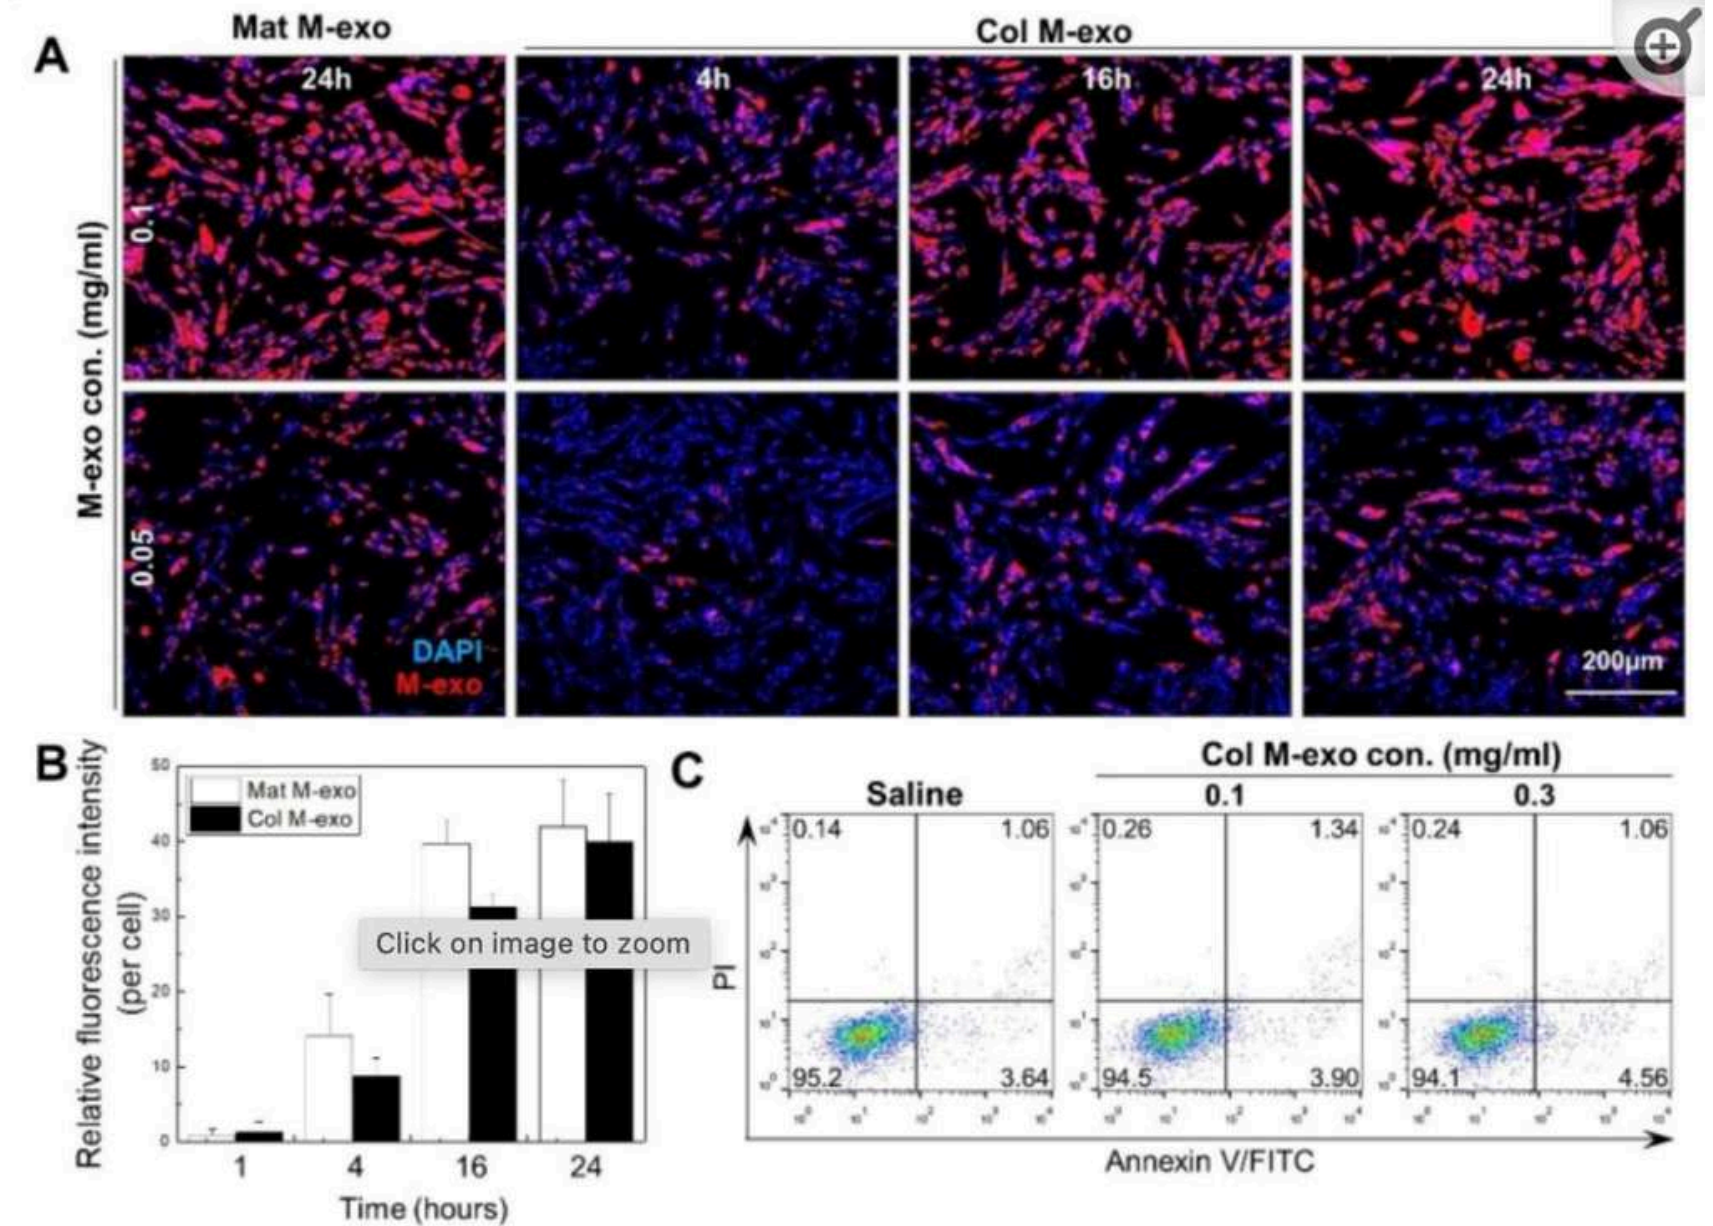 A
Mat M-exo
Col M-exo
24h
4h
16h
24h
M-exo con. (mg/ml)
0.1
0.05
DAPI
M-exo
200µm
B
Relative fluorescence intensity
(per cell)
50
40
30
20
10
0
Mat M-exo
Col M-exo
Click on image to zoom
1
4
16
24
Time (hours)
C
Col M-exo con. (mg/ml)
Saline
0.1
0.3
0.14
1.06
0.26
1.34
0.24
1.06
PI
95.2
3.64
94.5
3.90
94.1
4.56
Annexin V/FITC